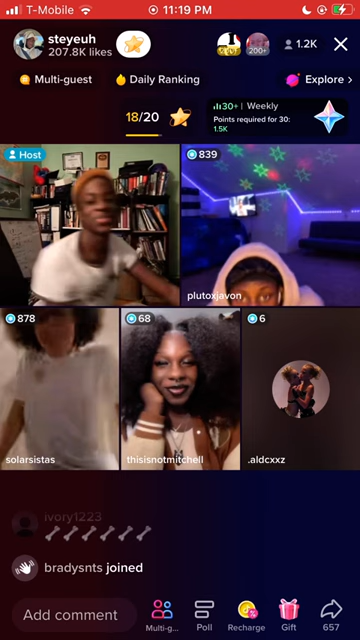 T-Mobile 11:19 PM
steyeuh
207.8K likes
200+
1.2K
Multi-guest
Daily Ranking
Explore >
18/20
30+ | Weekly
Points required for 30:
1.5K
Host
839
plutoxjavon
878
68
6
solarsistas
thisisnotmitchell
.aldcxxz
ivory1223
bradysnts joined
Add comment
Multi-g...
Poll
Recharge
Gift
657